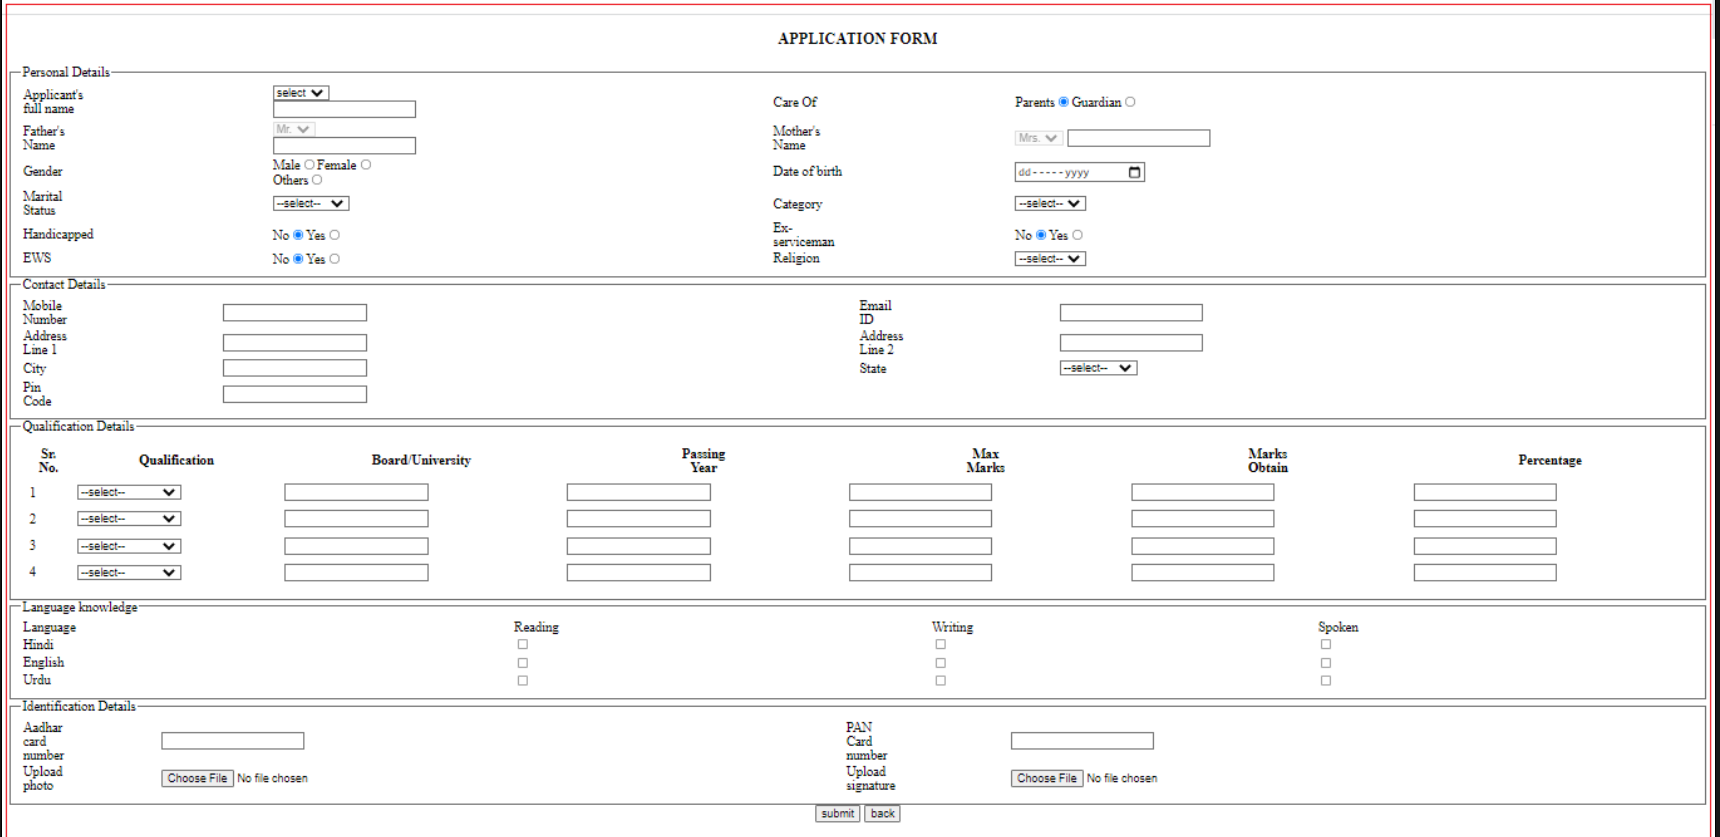 APPLICATION FORM
Personal Details
Applicant's
full name
select
Care Of
Parents Guardian
Father's
Name
Mr.
Mother's
Name
Mrs.
Gender
Male Female
Others
Date of birth
dd-----yyyy
Marital
Status
--select--
Category
--select--
Handicapped
No Yes
Ex-
serviceman
No Yes
EWS
No Yes
Religion
--select--
Contact Details
Mobile
Number
Email
ID
Address
Line 1
Address
Line 2
City
State
--select--
Pin
Code
Qualification Details
Sr.
No.
Qualification
Board/University
Passing
Year
Max
Marks
Marks
Obtain
Percentage
1 --select--
2 --select--
3 --select--
4 --select--
Language knowledge
Language Reading Writing Spoken
Hindi
English
Urdu
Identification Details
Aadhar
card
number
PAN
Card
number
Upload
photo
Choose File No file chosen
Upload
signature
Choose File No file chosen
submit back